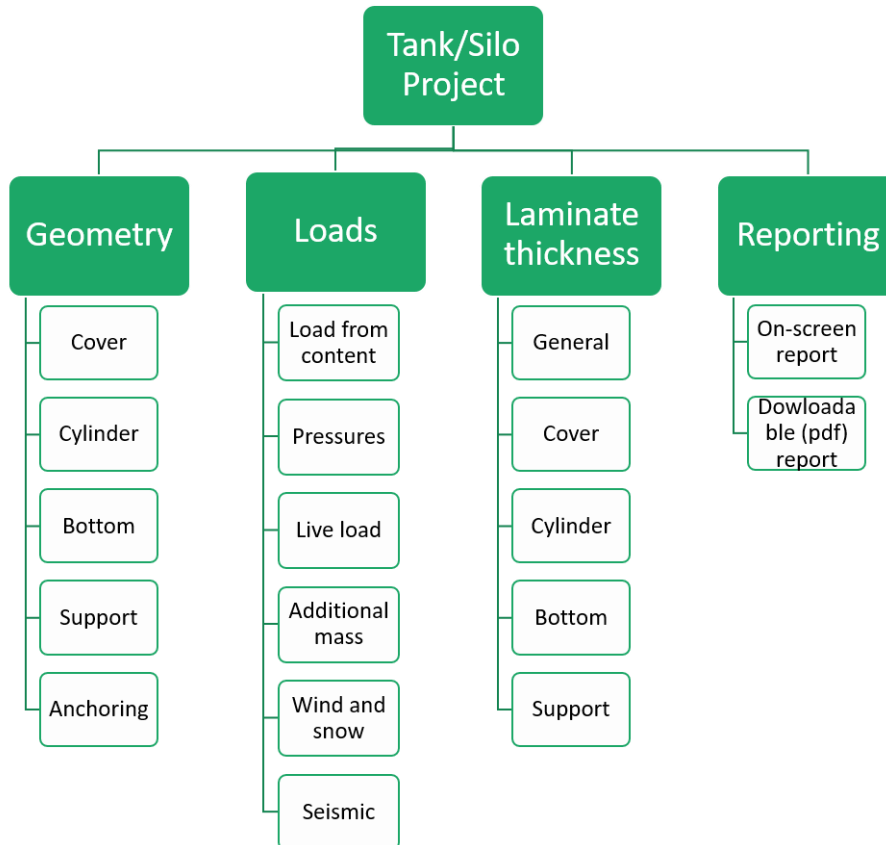 Tank/Silo
Project
Geometry
Cover
Cylinder
Bottom
Support
Anchoring
Loads
Load from
content
Pressures
Live load
Additional
mass
Wind and
snow
Seismic
Laminate
thickness
General
Cover
Cylinder
Bottom
Support
Reporting
On-screen
report
Dowloada
ble (pdf)
report